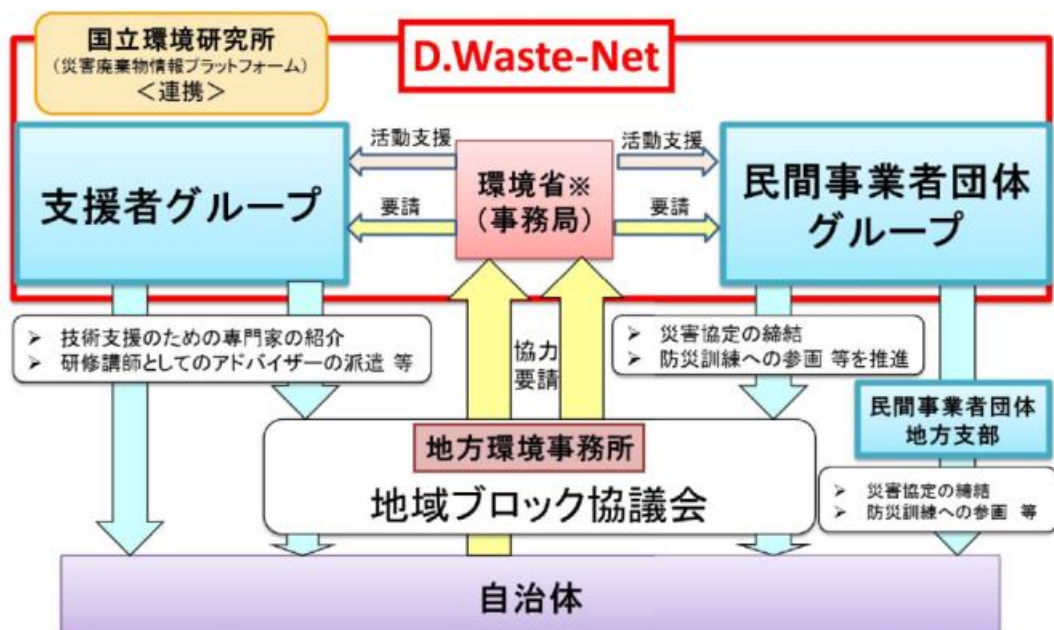 国立環境研究所
（災害廃棄物情報プラットフォーム）
＜連携＞
D.Waste-Net
支援者グループ
活動支援
要請
環境省※
（事務局）
活動支援
要請
民間事業者団体
グループ
➢ 技術支援のための専門家の紹介
➢ 研修講師としてのアドバイザーの派遣 等
協力
要請
➢ 災害協定の締結
➢ 防災訓練への参画 等を推進
民間事業者団体
地方支部
地方環境事務所
地域ブロック協議会
➢ 災害協定の締結
➢ 防災訓練への参画 等
自治体